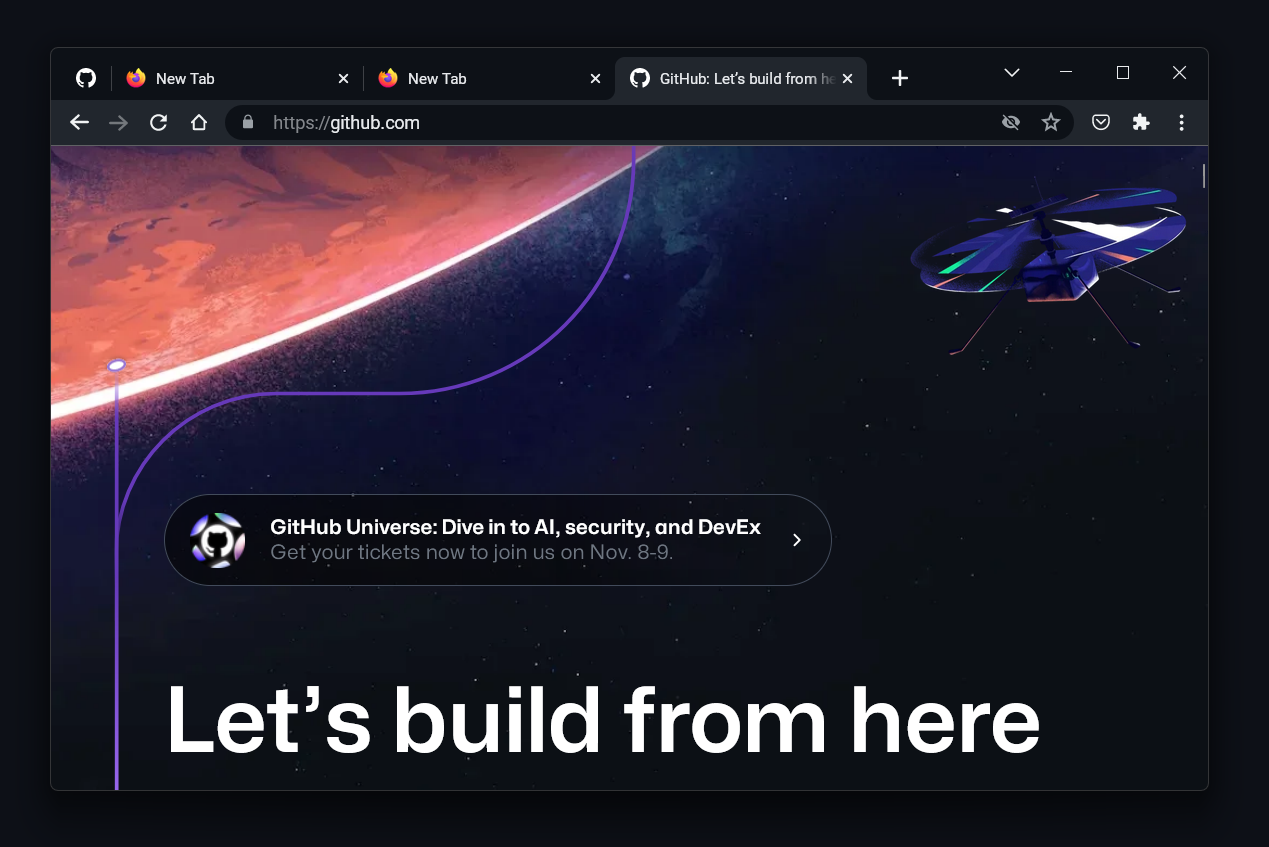 New Tab
New Tab
GitHub: Let's build from he
https://github.com
GitHub Universe: Dive in to AI, security, and DevEx
Get your tickets now to join us on Nov. 8-9.
Let’s build from here